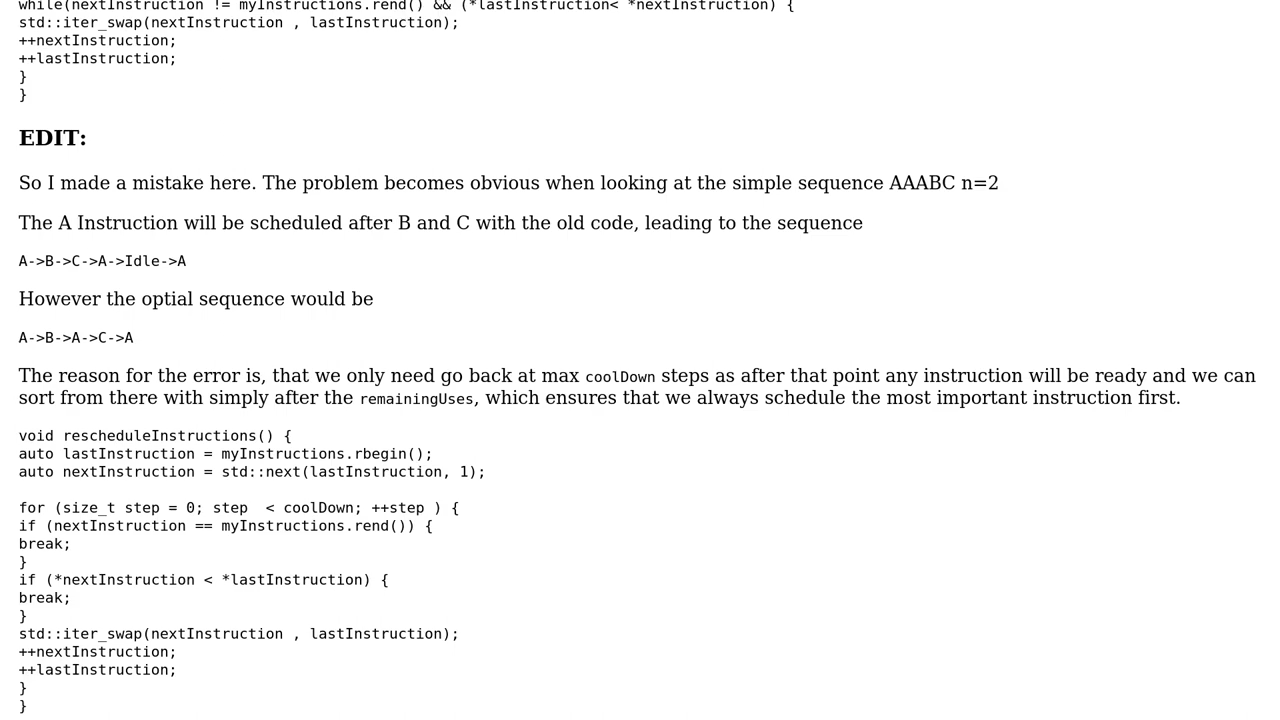 while(nextInstruction != myInstructions.rend() && (*lastInstruction< *nextInstruction) {
std::iter_swap(nextInstruction , lastInstruction);
++nextInstruction;
++lastInstruction;
}
}
EDIT:
So I made a mistake here. The problem becomes obvious when looking at the simple sequence AAABC n=2
The A Instruction will be scheduled after B and C with the old code, leading to the sequence
A->B->C->A->Idle->A
However the optial sequence would be
A->B->A->C->A
The reason for the error is, that we only need go back at max coolDown steps as after that point any instruction will be ready and we can
sort from there with simply after the remainingUses, which ensures that we always schedule the most important instruction first.
void rescheduleInstructions() {
auto lastInstruction = myInstructions.rbegin();
auto nextInstruction = std::next(lastInstruction, 1);
for (size_t step = 0; step  < coolDown; ++step ) {
if (nextInstruction == myInstructions.rend()) {
break;
}
if (*nextInstruction < *lastInstruction) {
break;
}
std::iter_swap(nextInstruction , lastInstruction);
++nextInstruction;
++lastInstruction;
}
}